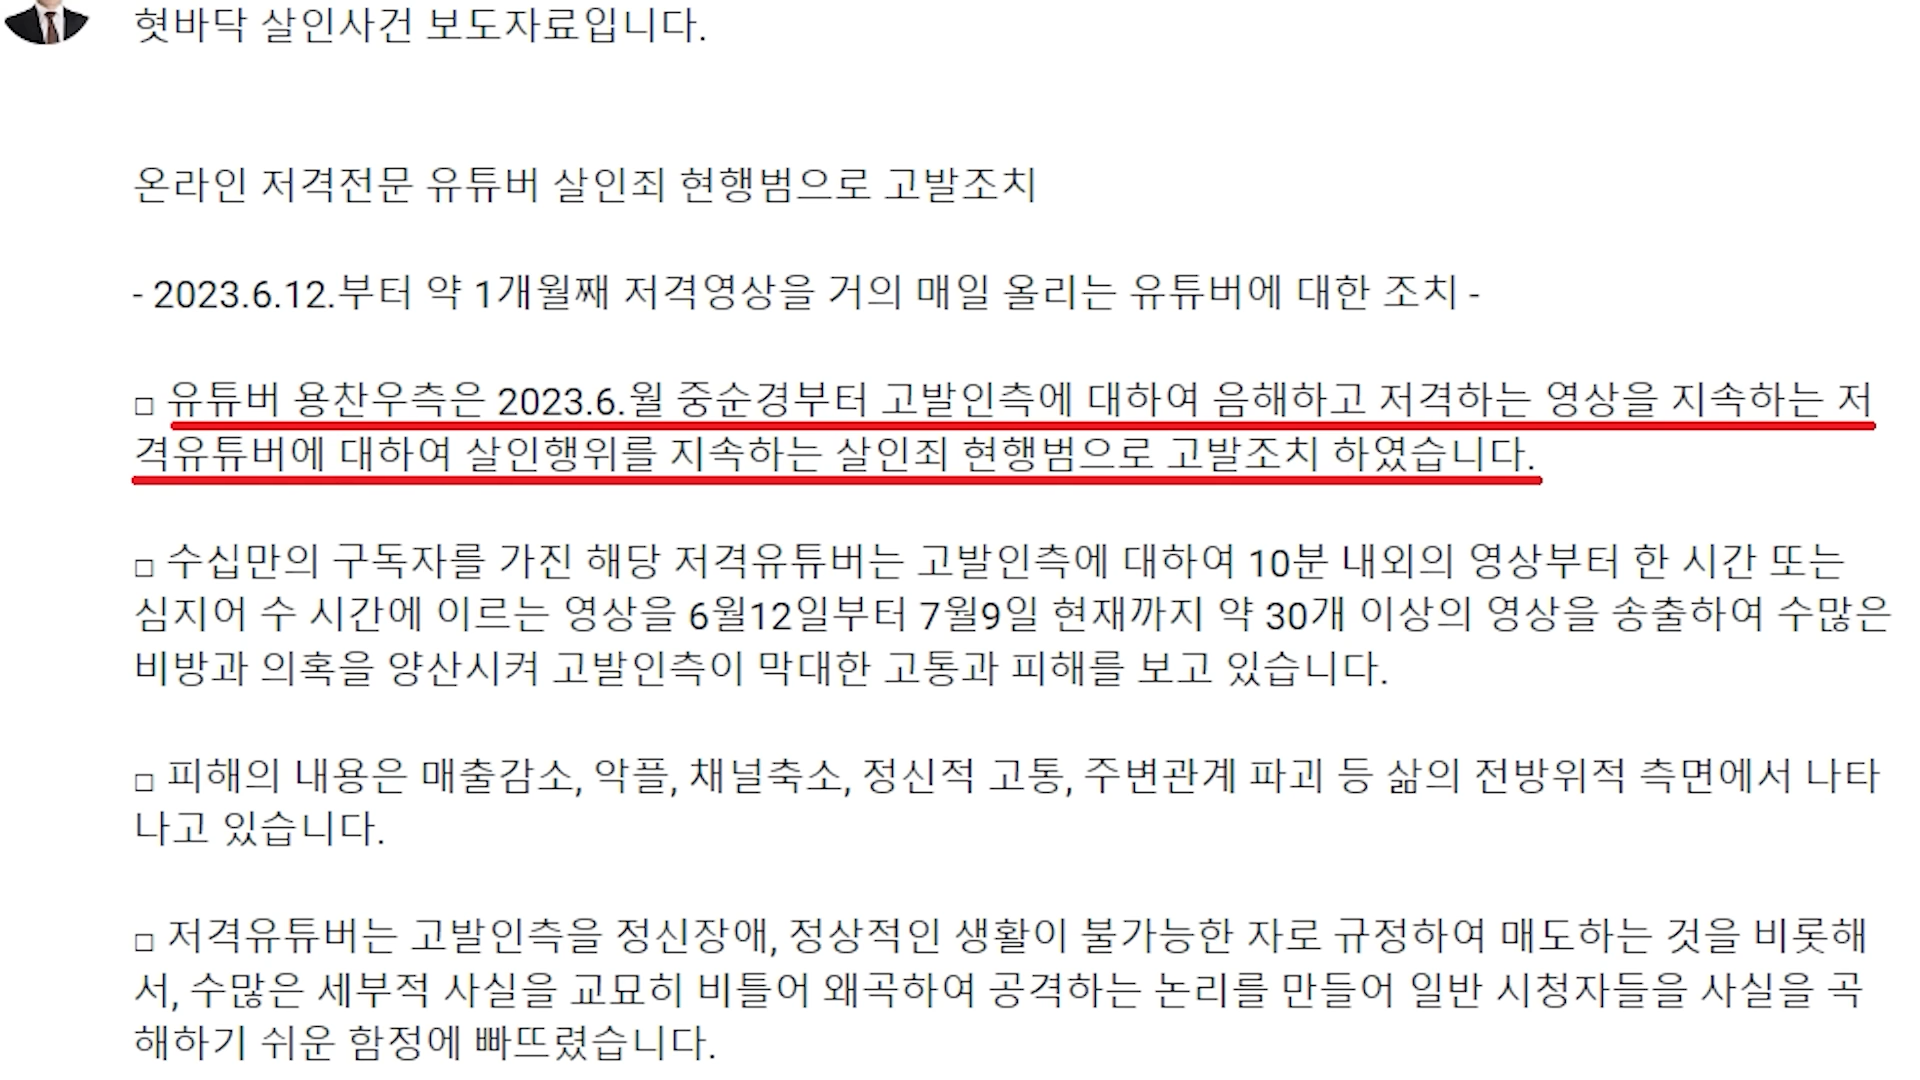 혓바닥 살인사건 보도자료입니다.
온라인 저격전문 유튜버 살인죄 현행범으로 고발조치
- 2023.6.12.부터 약 1개월째 저격영상을 거의 매일 올리는 유튜버에 대한 조치 -
□ 유튜버 용찬우측은 2023.6.월 중순경부터 고발인측에 대하여 음해하고 저격하는 영상을 지속하는 저
격유튜버에 대하여 살인행위를 지속하는 살인죄 현행범으로 고발조치 하였습니다.
□ 수십만의 구독자를 가진 해당 저격유튜버는 고발인측에 대하여 10분 내외의 영상부터 한 시간 또는
심지어 수 시간에 이르는 영상을 6월12일부터 7월9일 현재까지 약 30개 이상의 영상을 송출하여 수많은
비방과 의혹을 양산시켜 고발인측이 막대한 고통과 피해를 보고 있습니다.
□ 피해의 내용은 매출감소, 악플, 채널축소, 정신적 고통, 주변관계 파괴 등 삶의 전방위적 측면에서 나타
나고 있습니다.
□ 저격유튜버는 고발인측을 정신장애, 정상적인 생활이 불가능한 자로 규정하여 매도하는 것을 비롯해
서, 수많은 세부적 사실을 교묘히 비틀어 왜곡하여 공격하는 논리를 만들어 일반 시청자들을 사실을 곡
해하기 쉬운 함정에 빠뜨렸습니다.